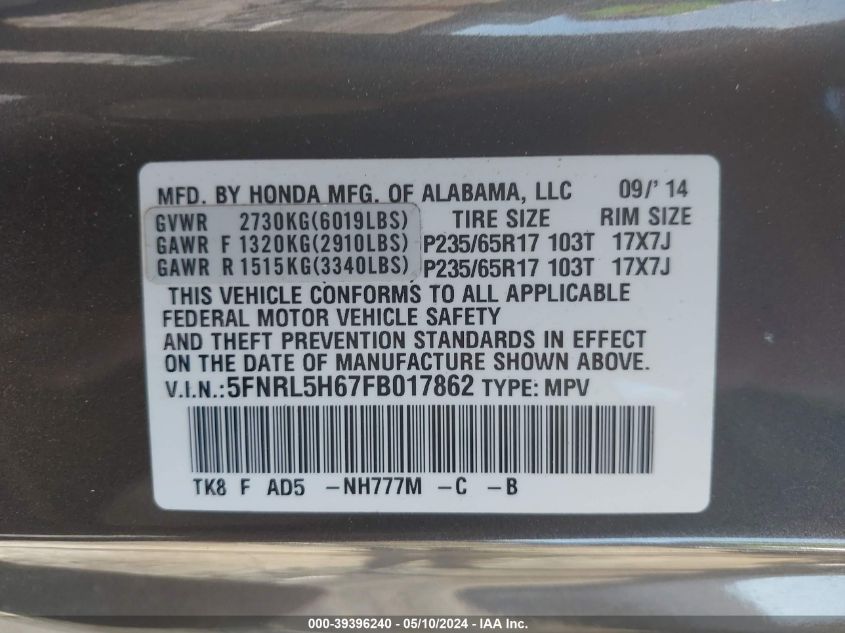 MFD. BY HONDA MFG. OF ALABAMA, LLC 09/' 14
GVWR 2730KG(6019LBS) TIRE SIZE RIM SIZE
GAWR F 1320KG(2910LBS) P235/65R17 103T 17X7J
GAWR R 1515KG(3340LBS) P235/65R17 103T 17X7J
THIS VEHICLE CONFORMS TO ALL APPLICABLE
FEDERAL MOTOR VEHICLE SAFETY
AND THEFT PREVENTION STANDARDS IN EFFECT
ON THE DATE OF MANUFACTURE SHOWN ABOVE.
V.I.N.:5FNRL5H67FB017862 TYPE: MPV
TK8 F AD5 -NH777M -C -B
000-39396240 - 05/10/2024 - IAA Inc.